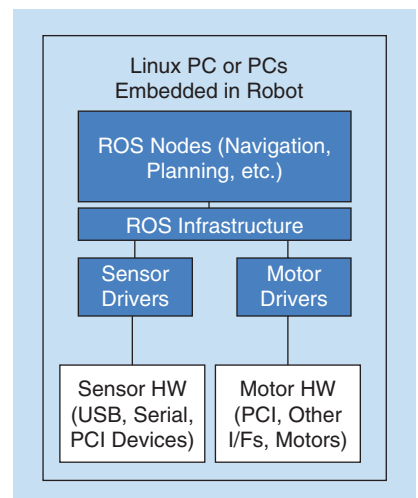 Linux PC or PCs
Embedded in Robot
ROS Nodes (Navigation,
Planning, etc.)
ROS Infrastructure
Sensor
Drivers
Motor
Drivers
Sensor HW
(USB, Serial,
PCI Devices)
Motor HW
(PCI, Other
I/Fs, Motors)